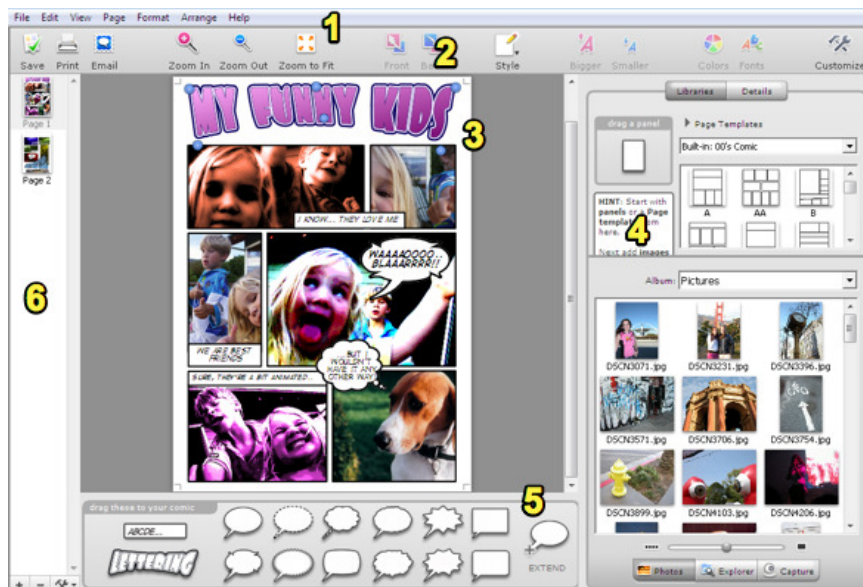 File Edit View Page Format Arrange Help
1
Save Print Email Zoom In Zoom Out Zoom to Fit Front 2 Style Bigger Smaller Colors Fonts Customize
Page 1
Page 2
6
MY FUNNY KIDS
3
I KNOW... THEY LOVE ME
WAAAAOOOO..
BLAAARRRR!!
WE ARE BEST
FRIENDS
...BUT I
WOULDN'T
HAVE IT ANY
OTHER WAY
SURE, THEY'RE A BIT ANIMATED...
drag these to your comic
ABCDE...
LETTERING
5
EXTEND
Libraries Details
drag a panel
Page Templates
Built-in: 00's Comic
A AA B
HINT: Start with
panels or a Page
4
here.
Next add images
Album: Pictures
DSCN3071.jpg DSCN3231.jpg DSCN3396.jpg
DSCN3571.jpg DSCN3706.jpg DSCN3754.jpg
DSCN3899.jpg DSCN4103.jpg DSCN4206.jpg
Photos Explorer Capture